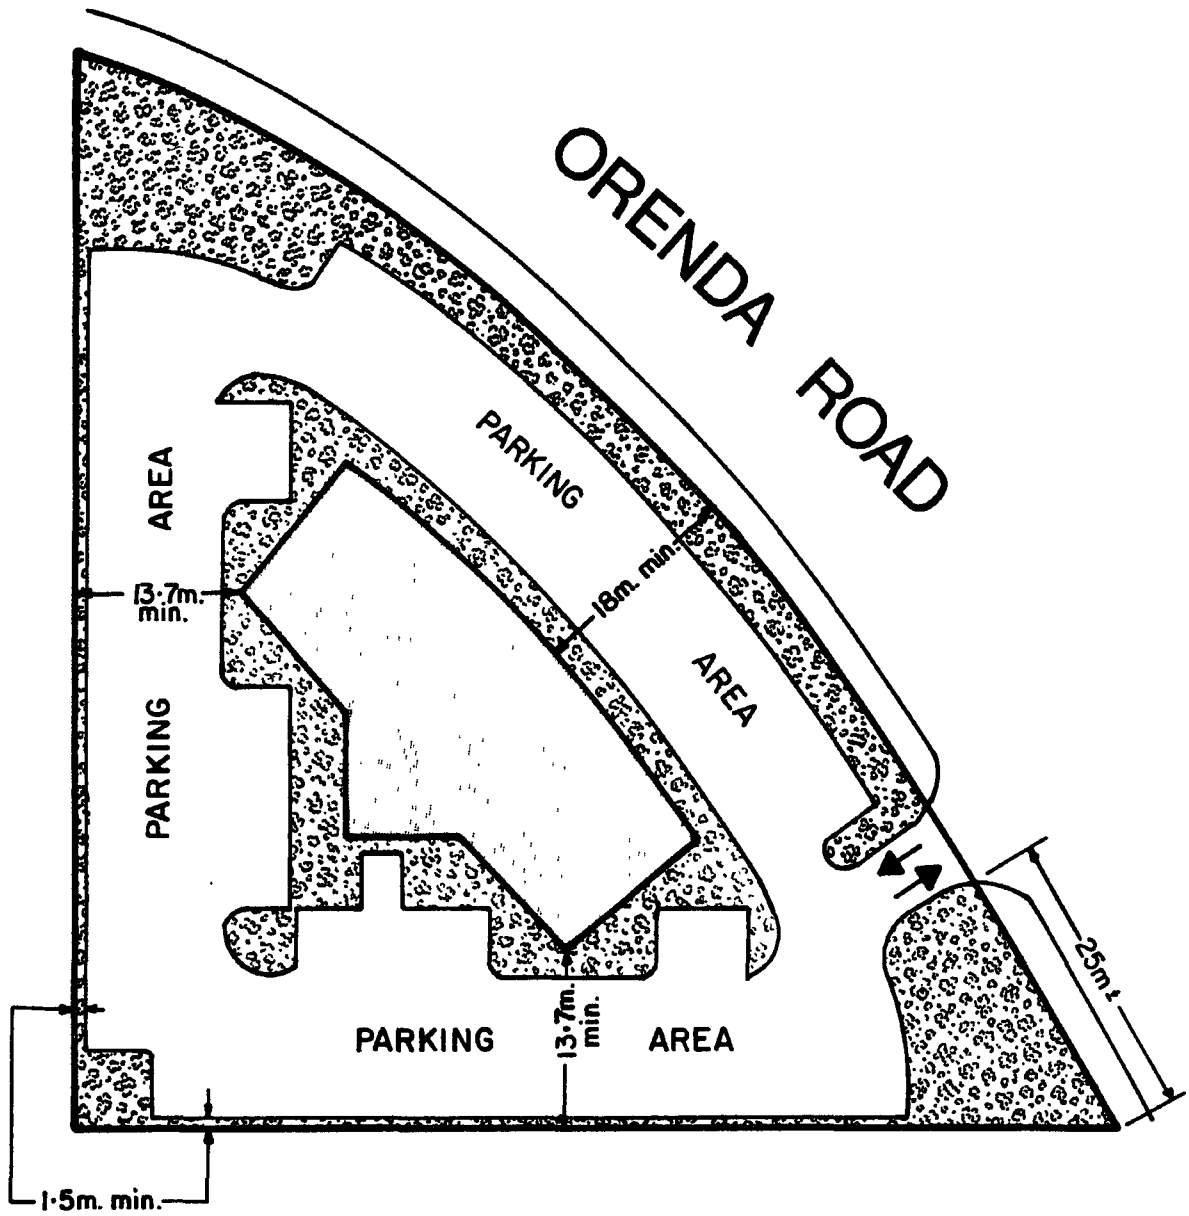 ORENDA ROAD
PARKING AREA
18m. min.
AREA PARKING
13.7m.
min.
25m ±
13.7m.
min.
PARKING AREA
1.5m. min.